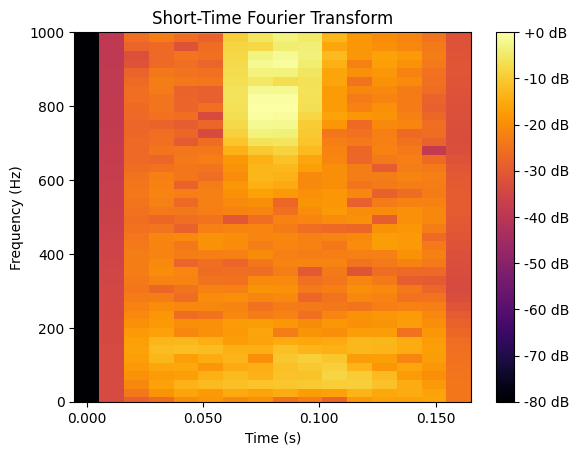 Short-Time Fourier Transform
Frequency (Hz)
1000
800
600
400
200
0
0.000
0.050
0.100
0.150
Time (s)
+0 dB
-10 dB
-20 dB
-30 dB
-40 dB
-50 dB
-60 dB
-70 dB
-80 dB